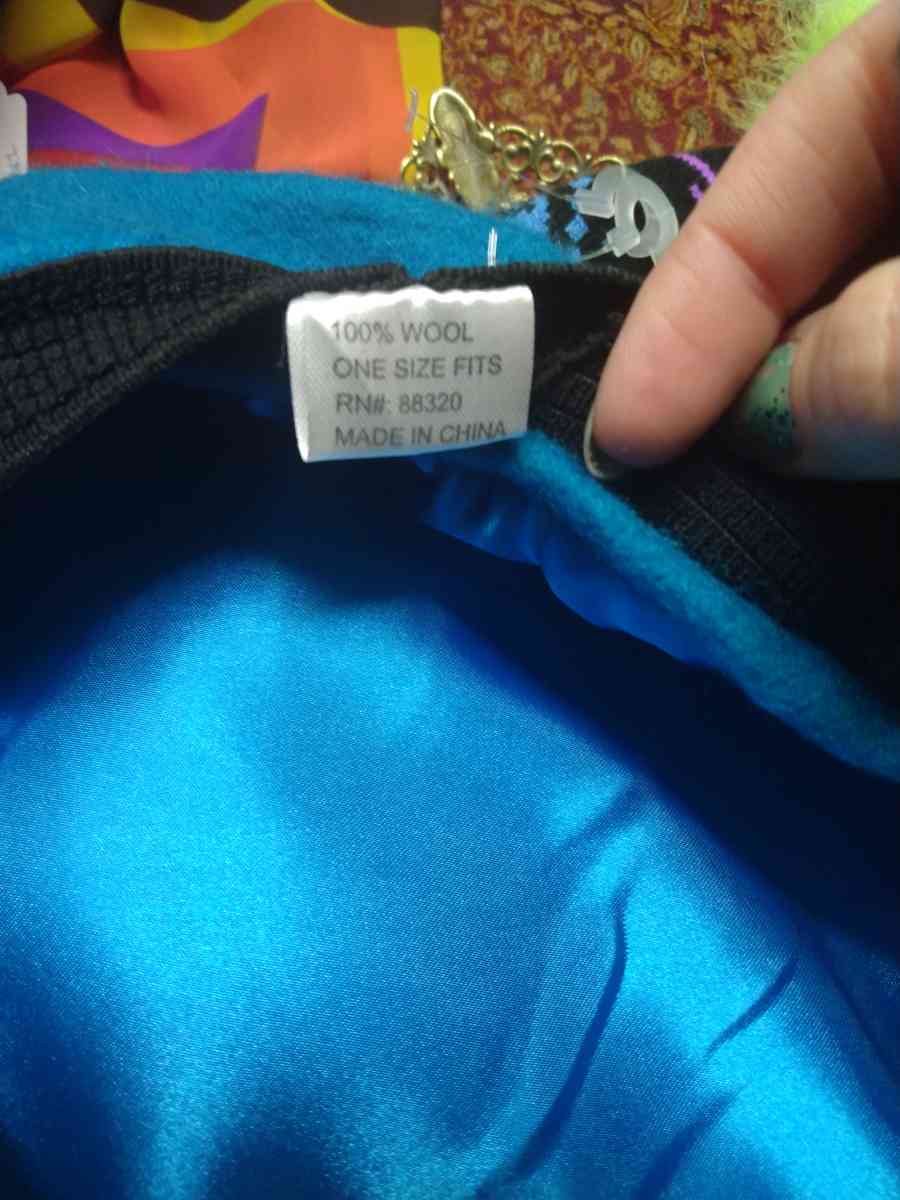 100% WOOL
ONE SIZE FITS
RN#: 88320
MADE IN CHINA